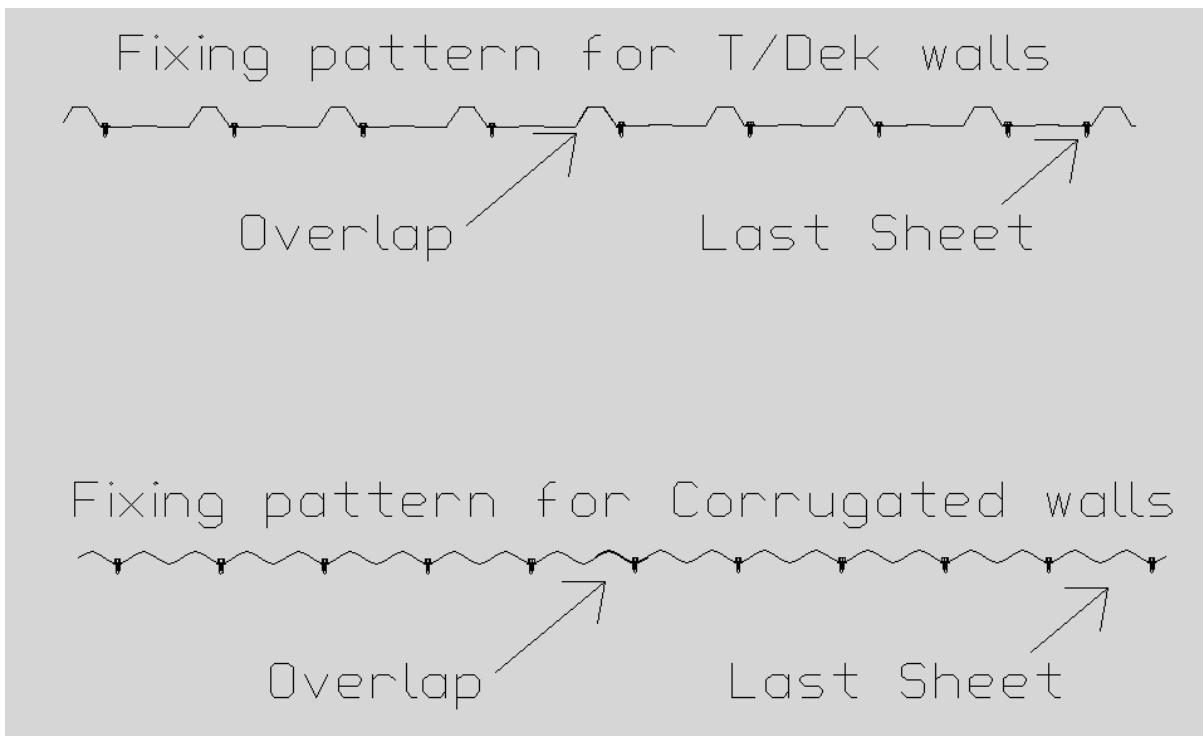 Fixing pattern for T/Dek walls
Overlap
Last Sheet
Fixing pattern for Corrugated walls
Overlap
Last Sheet